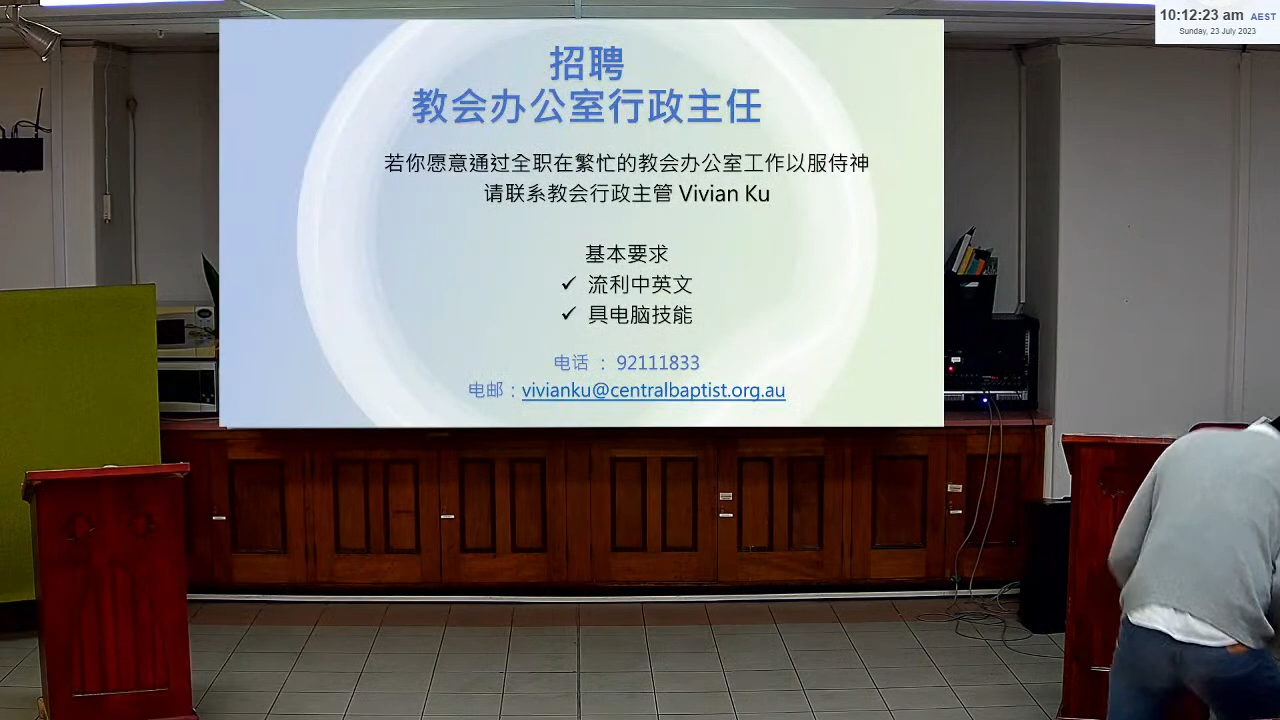 10:12:23 am AEST
Sunday, 23 July 2023
招聘
教会办公室行政主任
若你愿意通过全职在繁忙的教会办公室工作以服侍神
请联系教会行政主管 Vivian Ku
基本要求
✓ 流利中英文
✓ 具电脑技能
电话 : 92111833
电邮 : vivianku@centralbaptist.org.au